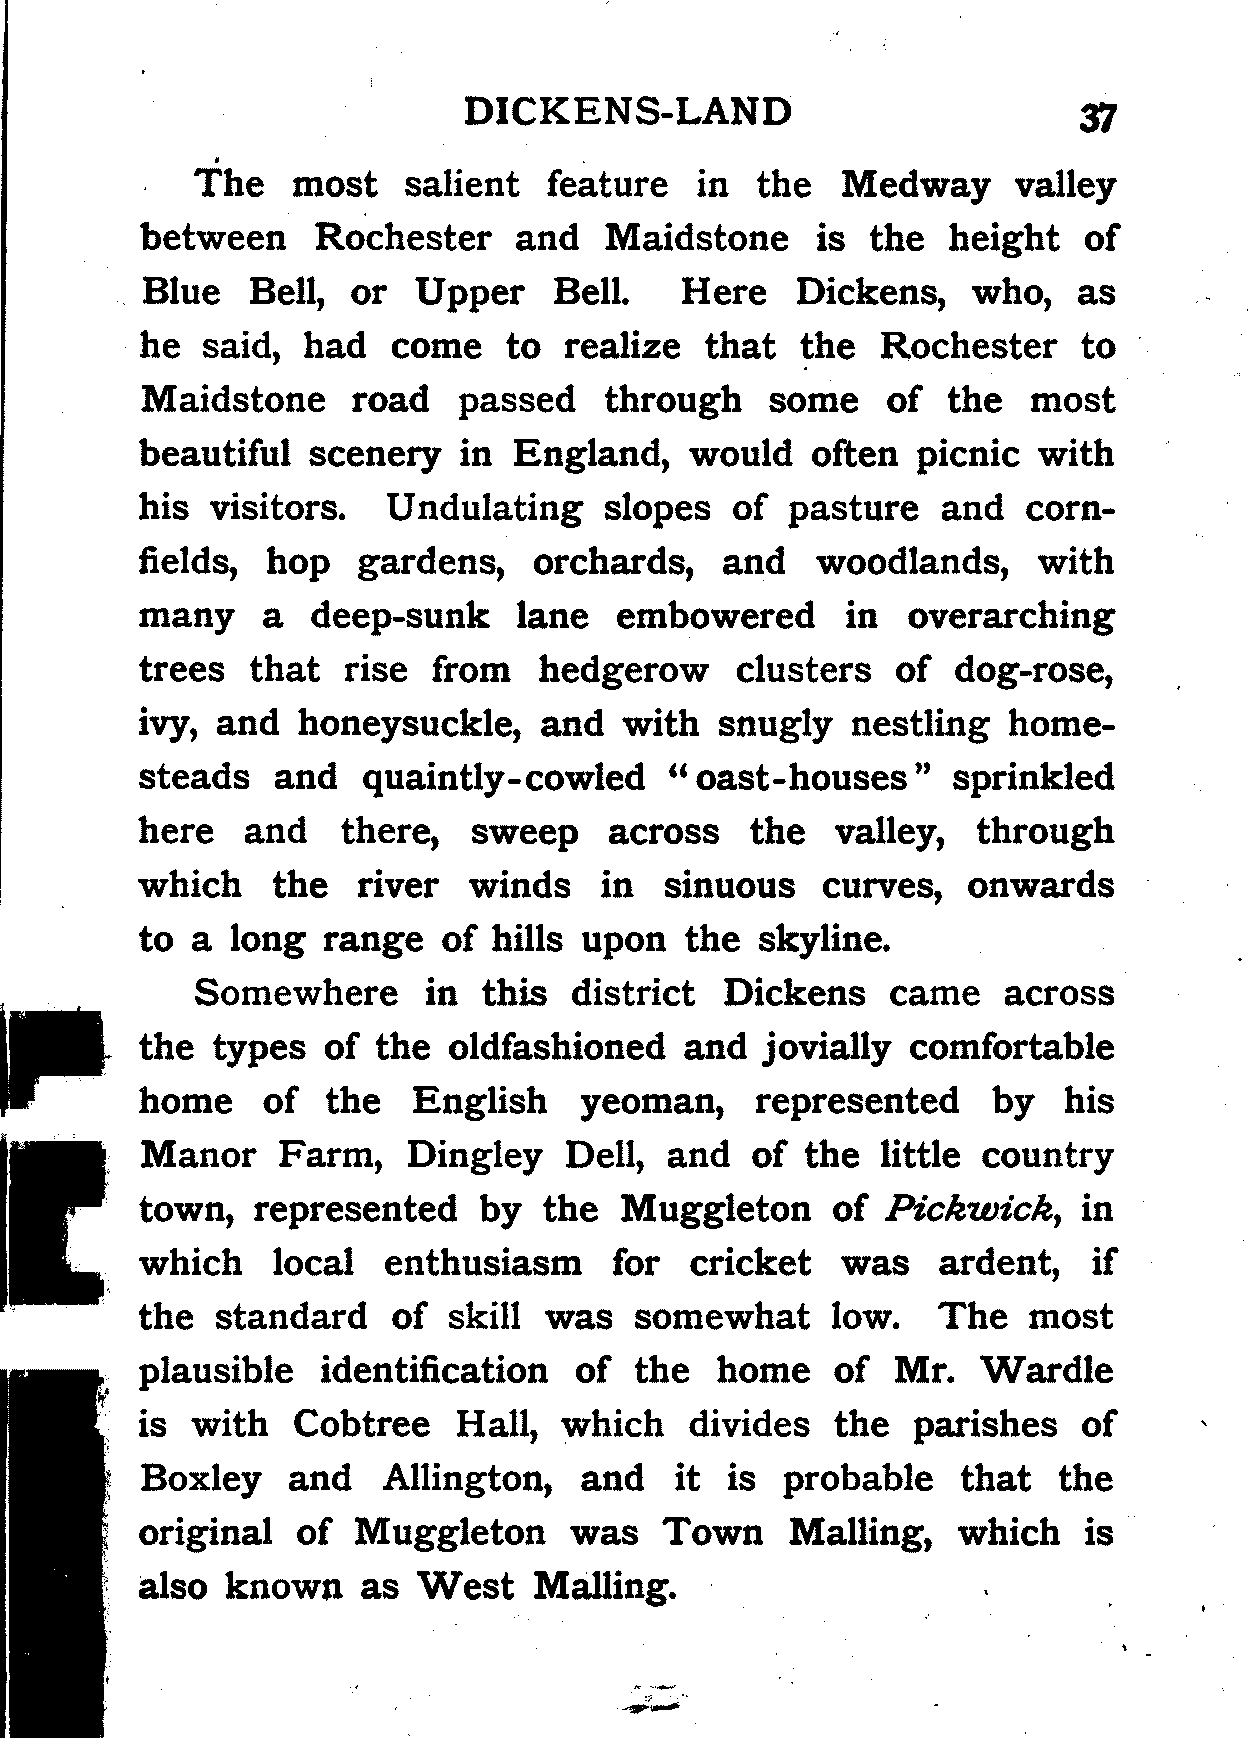 DICKENS-LAND 37
The most salient feature in the Medway valley
between Rochester and Maidstone is the height of
Blue Bell, or Upper Bell. Here Dickens, who, as
he said, had come to realize that the Rochester to
Maidstone road passed through some of the most
beautiful scenery in England, would often picnic with
his visitors. Undulating slopes of pasture and corn-
fields, hop gardens, orchards, and woodlands, with
many a deep-sunk lane embowered in overarching
trees that rise from hedgerow clusters of dog-rose,
ivy, and honeysuckle, and with snugly nestling home-
steads and quaintly-cowled "oast-houses" sprinkled
here and there, sweep across the valley, through
which the river winds in sinuous curves, onwards
to a long range of hills upon the skyline.
Somewhere in this district Dickens came across
the types of the oldfashioned and jovially comfortable
home of the English yeoman, represented by his
Manor Farm, Dingley Dell, and of the little country
town, represented by the Muggleton of Pickwick, in
which local enthusiasm for cricket was ardent, if
the standard of skill was somewhat low. The most
plausible identification of the home of Mr. Wardle
is with Cobtree Hall, which divides the parishes of
Boxley and Allington, and it is probable that the
original of Muggleton was Town Malling, which is
also known as West Malling.